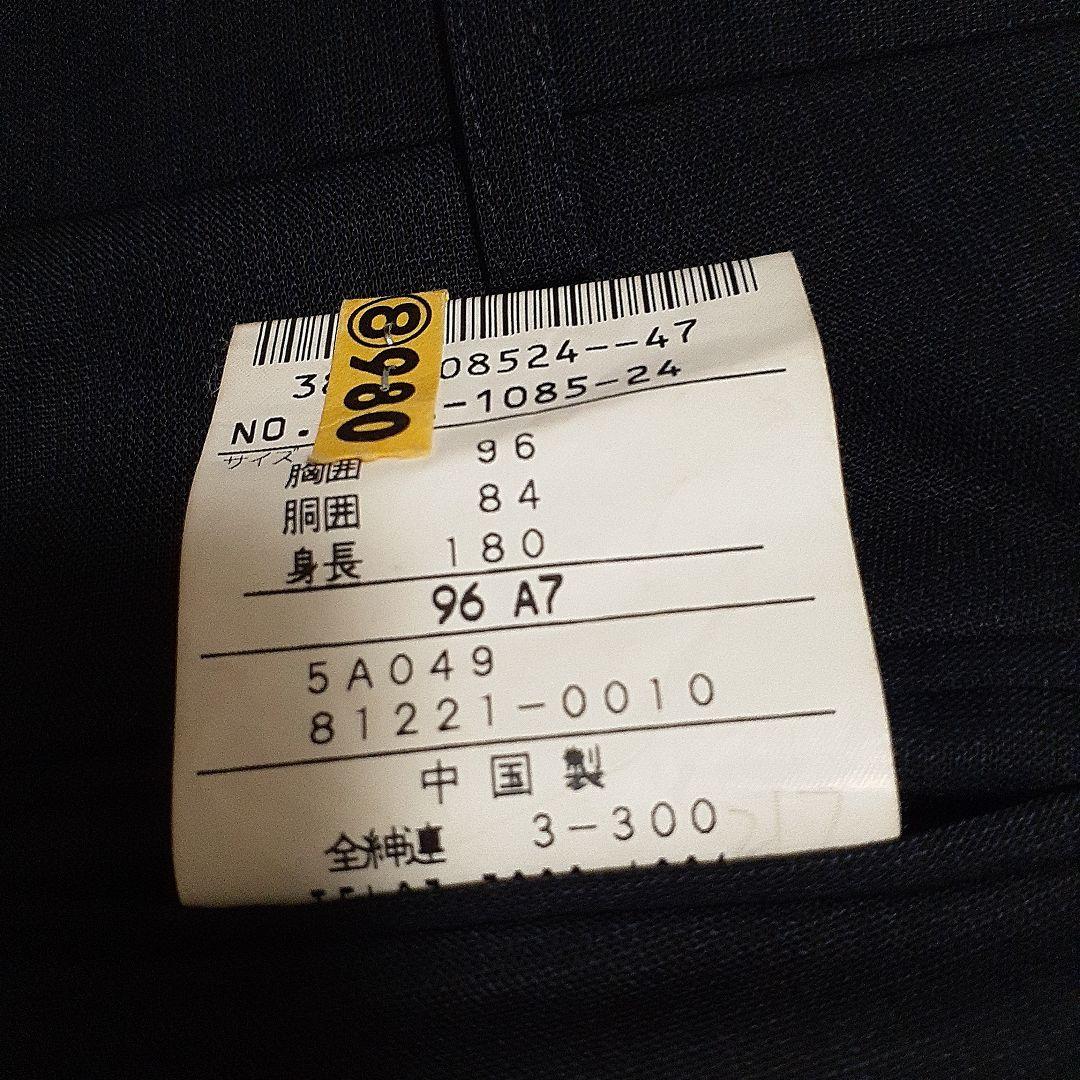 ⑧980
38 08524--47
NO. -1085-24
サイズ
胸囲 96
胴囲 84
身長 180
96 A7
5A049
81221-0010
中国製
全紳連 3-300